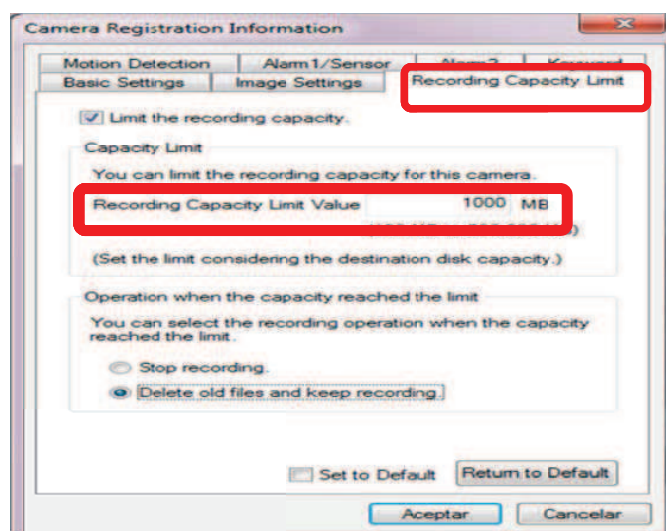 Camera Registration Information
Motion Detection
Alarm1/Sensor
Alarm2
Keyword
Basic Settings
Image Settings
Recording Capacity Limit
Limit the recording capacity.
Capacity Limit
You can limit the recording capacity for this camera.
Recording Capacity Limit Value 1000 MB
(Set the limit considering the destination disk capacity.)
Operation when the capacity reached the limit
You can select the recording operation when the capacity
reached the limit.
Stop recording.
Delete old files and keep recording.
Set to Default
Return to Default
Aceptar
Cancelar